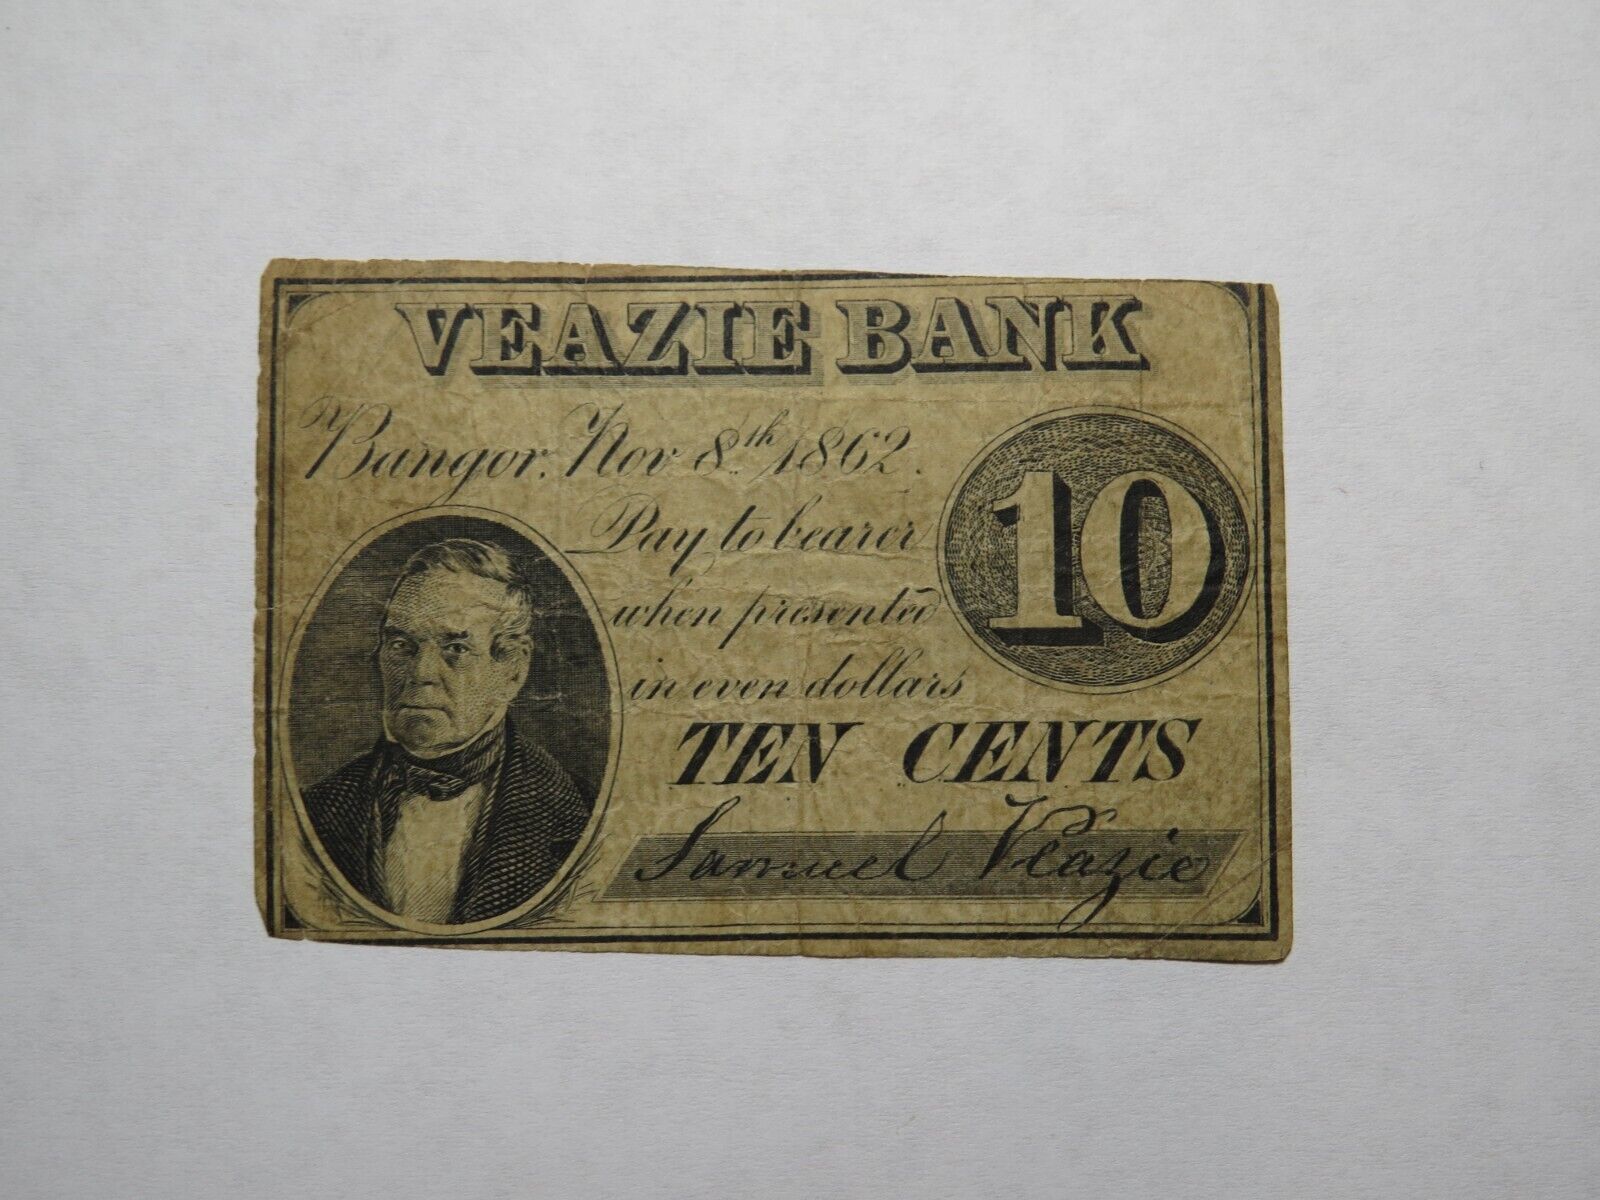 VEAZIE BANK
Bangor, Nov 8th 1862.
10
Pay to bearer
when presented
in even dollars
TEN CENTS
Samuel Veazie